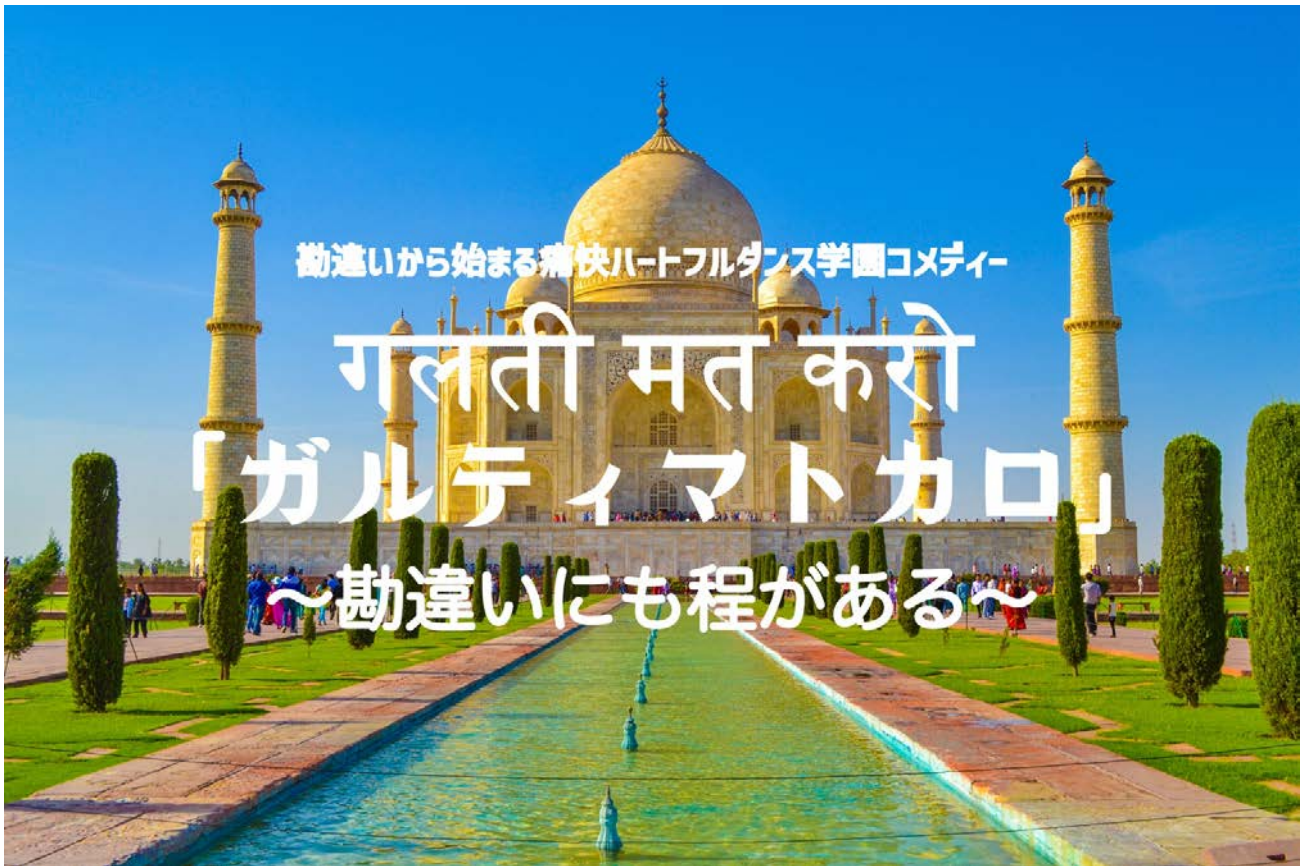 勘違いから始まる痛快ハートフルダンス学園コメディー
गलती मत करो
「ガルティマトカロ」
〜勘違いにも程がある〜